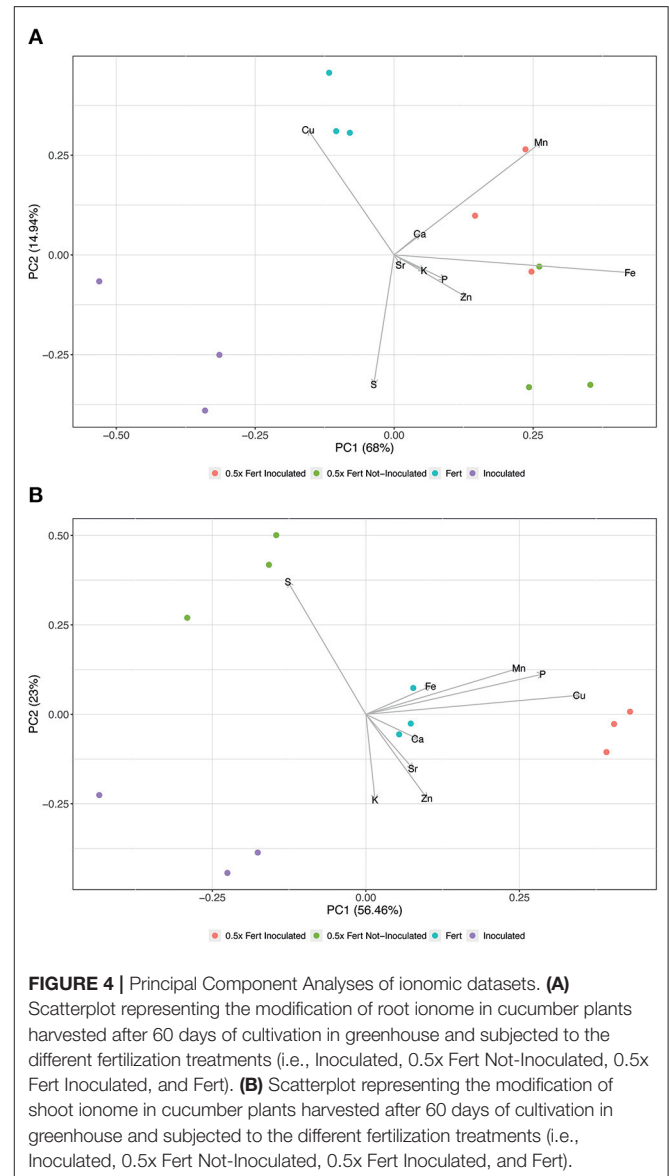 A
Cu
Mn
0.25
Ca
PC2 (14.94%)
0.00
Sr
K
P
Fe
Zn
−0.25
S
−0.50
−0.25
0.00
0.25
PC1 (68%)
0.5x Fert Inoculated 0.5x Fert Not−Inoculated Fert Inoculated
B
0.50
S
0.25
Mn
P
Fe
Cu
PC2 (23%)
0.00
Ca
Sr
K
Zn
−0.25
−0.25
0.00
0.25
PC1 (56.46%)
0.5x Fert Inoculated 0.5x Fert Not−Inoculated Fert Inoculated
FIGURE 4 | Principal Component Analyses of ionomic datasets. (A)
Scatterplot representing the modification of root ionome in cucumber plants
harvested after 60 days of cultivation in greenhouse and subjected to the
different fertilization treatments (i.e., Inoculated, 0.5x Fert Not-Inoculated, 0.5x
Fert Inoculated, and Fert). (B) Scatterplot representing the modification of
shoot ionome in cucumber plants harvested after 60 days of cultivation in
greenhouse and subjected to the different fertilization treatments (i.e.,
Inoculated, 0.5x Fert Not-Inoculated, 0.5x Fert Inoculated, and Fert).